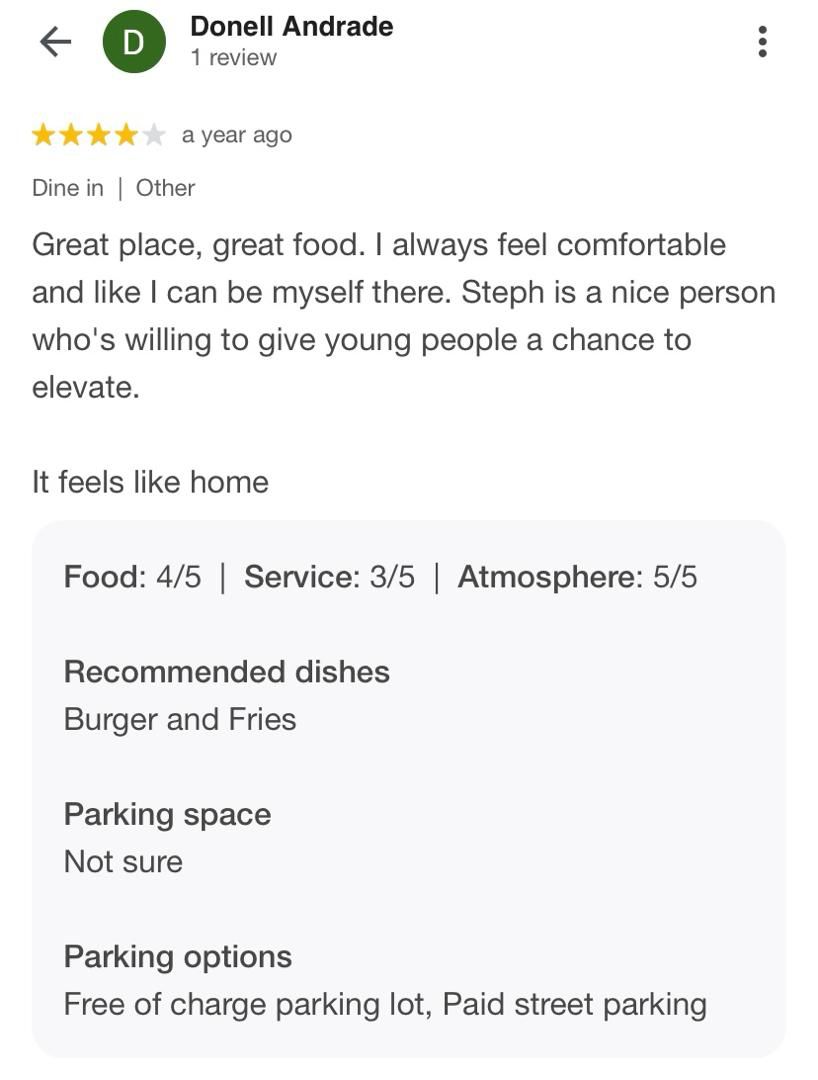 D
Donell Andrade
1 review
a year ago
Dine in | Other
Great place, great food. I always feel comfortable
and like I can be myself there. Steph is a nice person
who's willing to give young people a chance to
elevate.
It feels like home
Food: 4/5 | Service: 3/5 | Atmosphere: 5/5
Recommended dishes
Burger and Fries
Parking space
Not sure
Parking options
Free of charge parking lot, Paid street parking